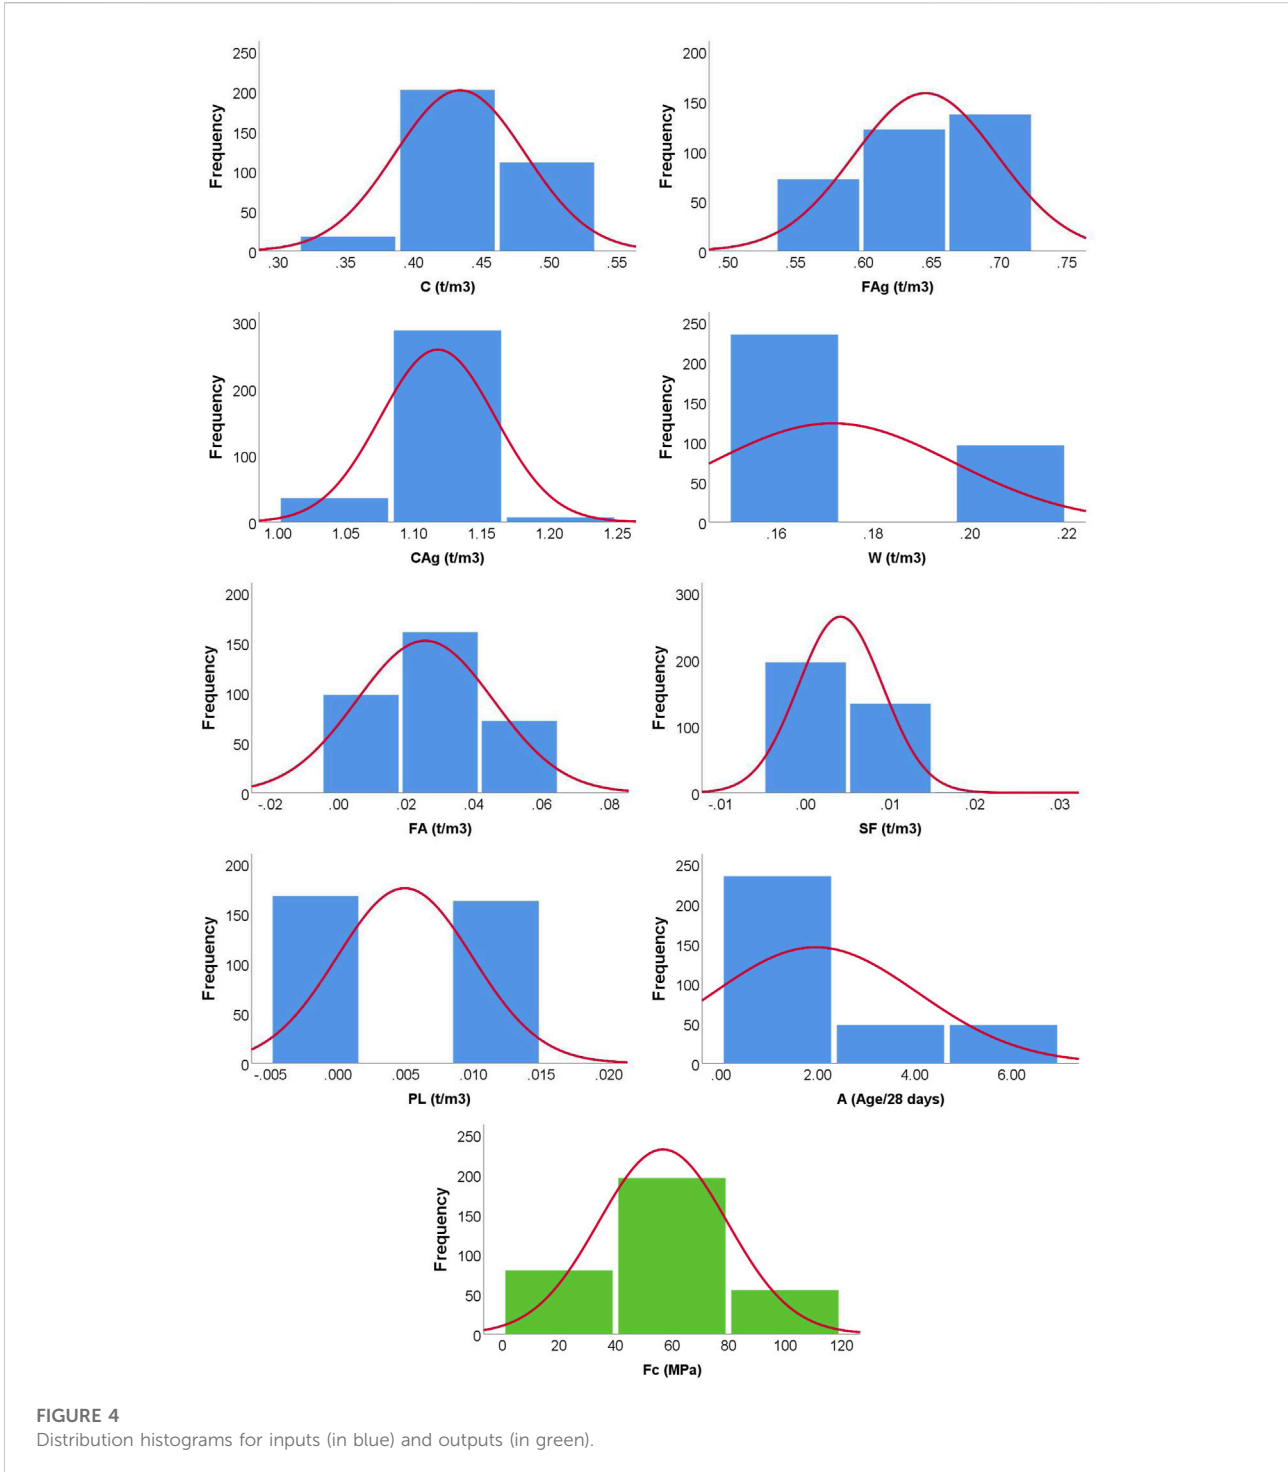 250
200
150
100
50
0
Frequency
.30 .35 .40 .45 .50 .55
C (t/m3)
200
150
100
50
0
Frequency
.50 .55 .60 .65 .70 .75
FAg (t/m3)
300
200
100
0
Frequency
1.00 1.05 1.10 1.15 1.20 1.25
CAg (t/m3)
250
200
150
100
50
0
Frequency
.16 .18 .20 .22
W (t/m3)
200
150
100
50
0
Frequency
-.02 .00 .02 .04 .06 .08
FA (t/m3)
300
200
100
0
Frequency
-.01 .00 .01 .02 .03
SF (t/m3)
200
150
100
50
0
Frequency
-.005 .000 .005 .010 .015 .020
PL (t/m3)
250
200
150
100
50
0
Frequency
.00 2.00 4.00 6.00
A (Age/28 days)
250
200
150
100
50
0
Frequency
0 20 40 60 80 100 120
Fc (MPa)
FIGURE 4
Distribution histograms for inputs (in blue) and outputs (in green).